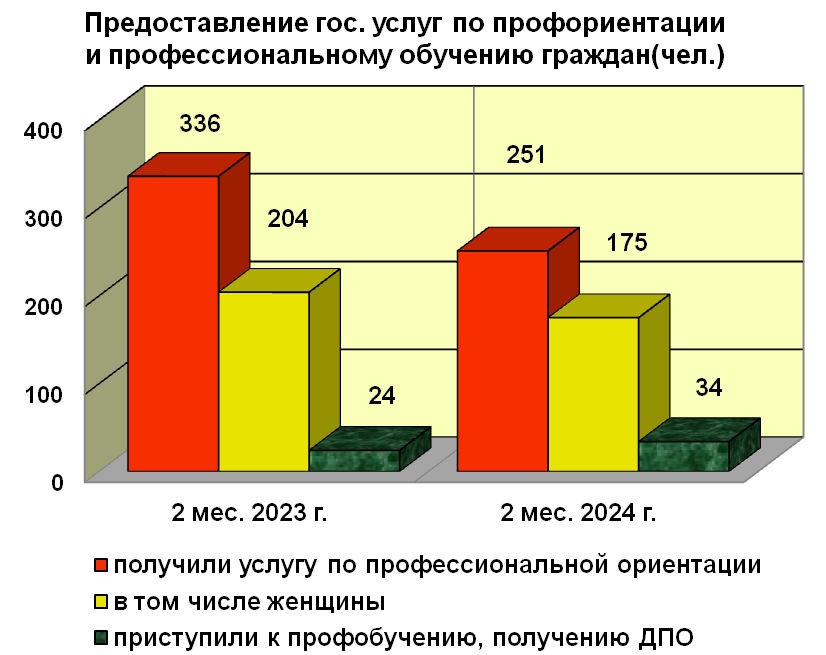 Предоставление гос. услуг по профориентации
и профессиональному обучению граждан(чел.)
400
300
200
100
0
336
204
24
251
175
34
2 мес. 2023 г.
2 мес. 2024 г.
получили услугу по профессиональной ориентации
в том числе женщины
приступили к профобучению, получению ДПО